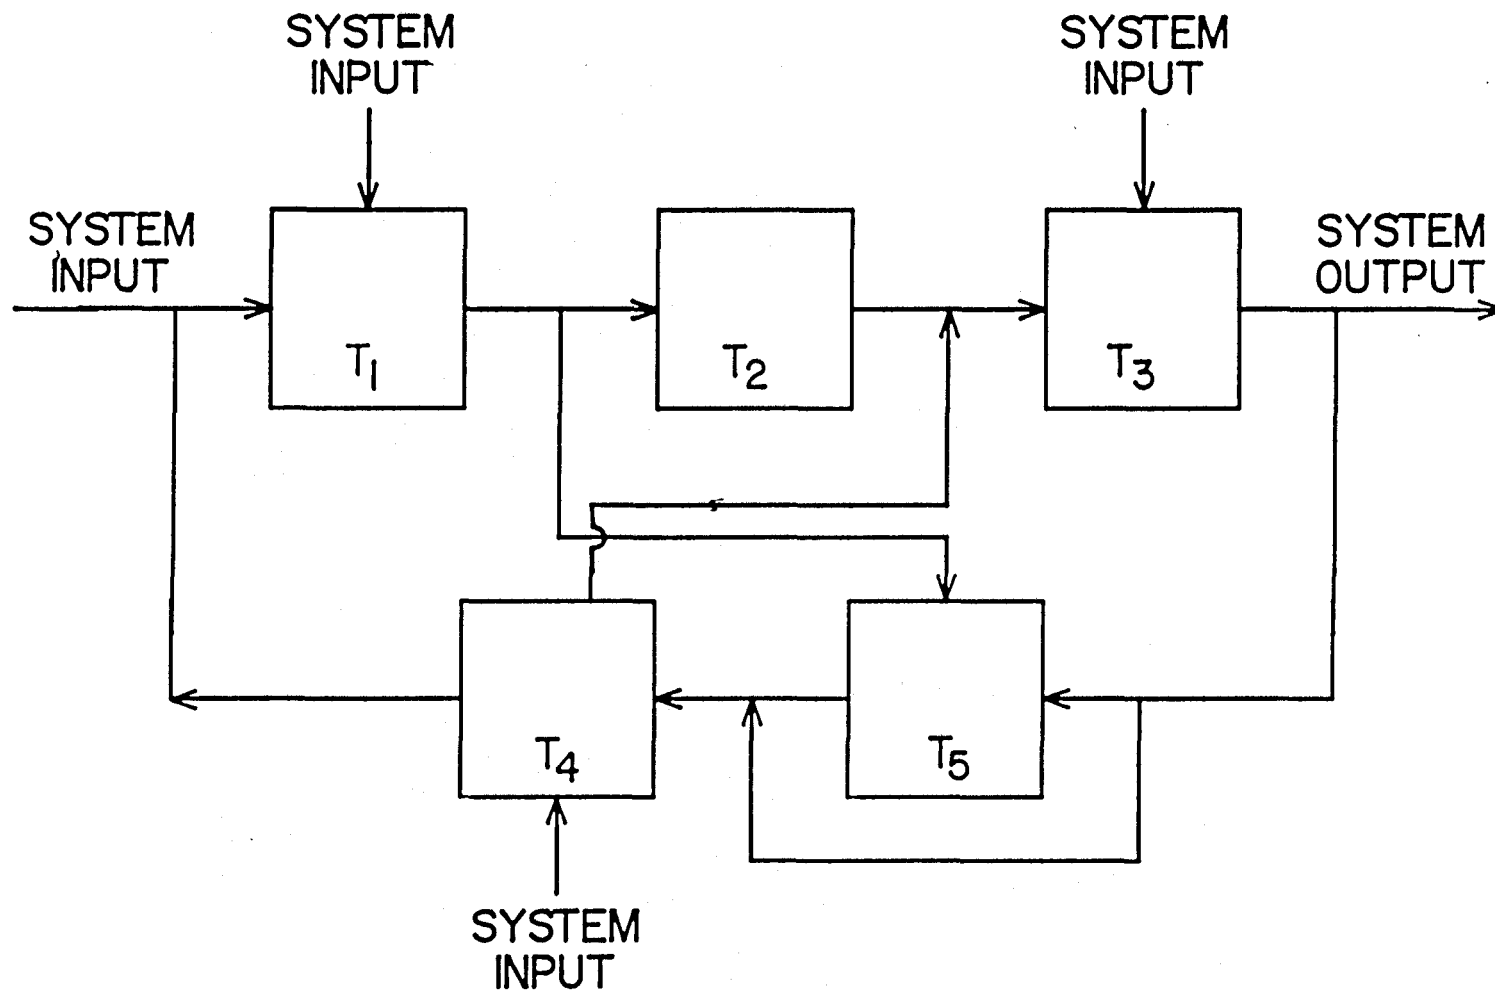 SYSTEM
INPUT
SYSTEM
INPUT
SYSTEM
INPUT
SYSTEM
OUTPUT
T1
T2
T3
T4
T5
SYSTEM
INPUT